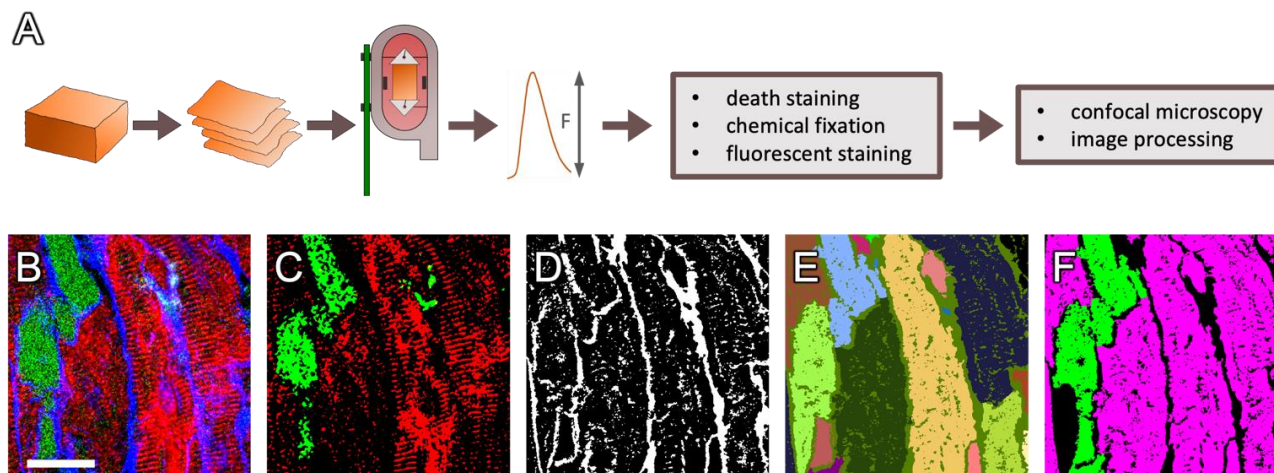 A
F
• death staining
• chemical fixation
• fluorescent staining
• confocal microscopy
• image processing
B
C
D
E
F